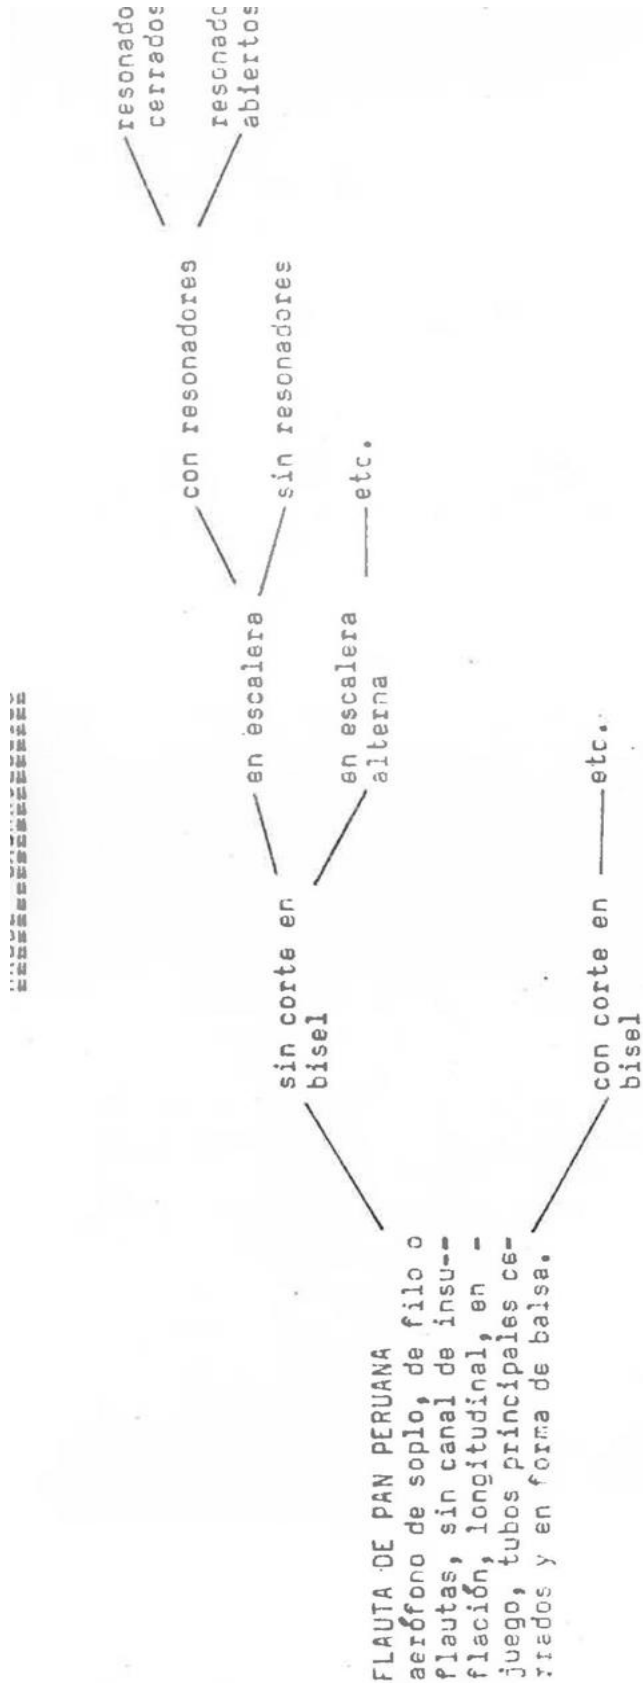 FLAUTA DE PAN PERUANA
aerófono de soplo, de filo o
flautas, sin canal de insu--
flación, longitudinal, en -
juego, tubos principales ce-
rrados y en forma de balsa.
sin corte en
bisel
en escalera
con resonadores
resonado
cerrados
resonado
abiertos
sin resonadores
en escalera
alterna
etc.
con corte en
bisel
etc.